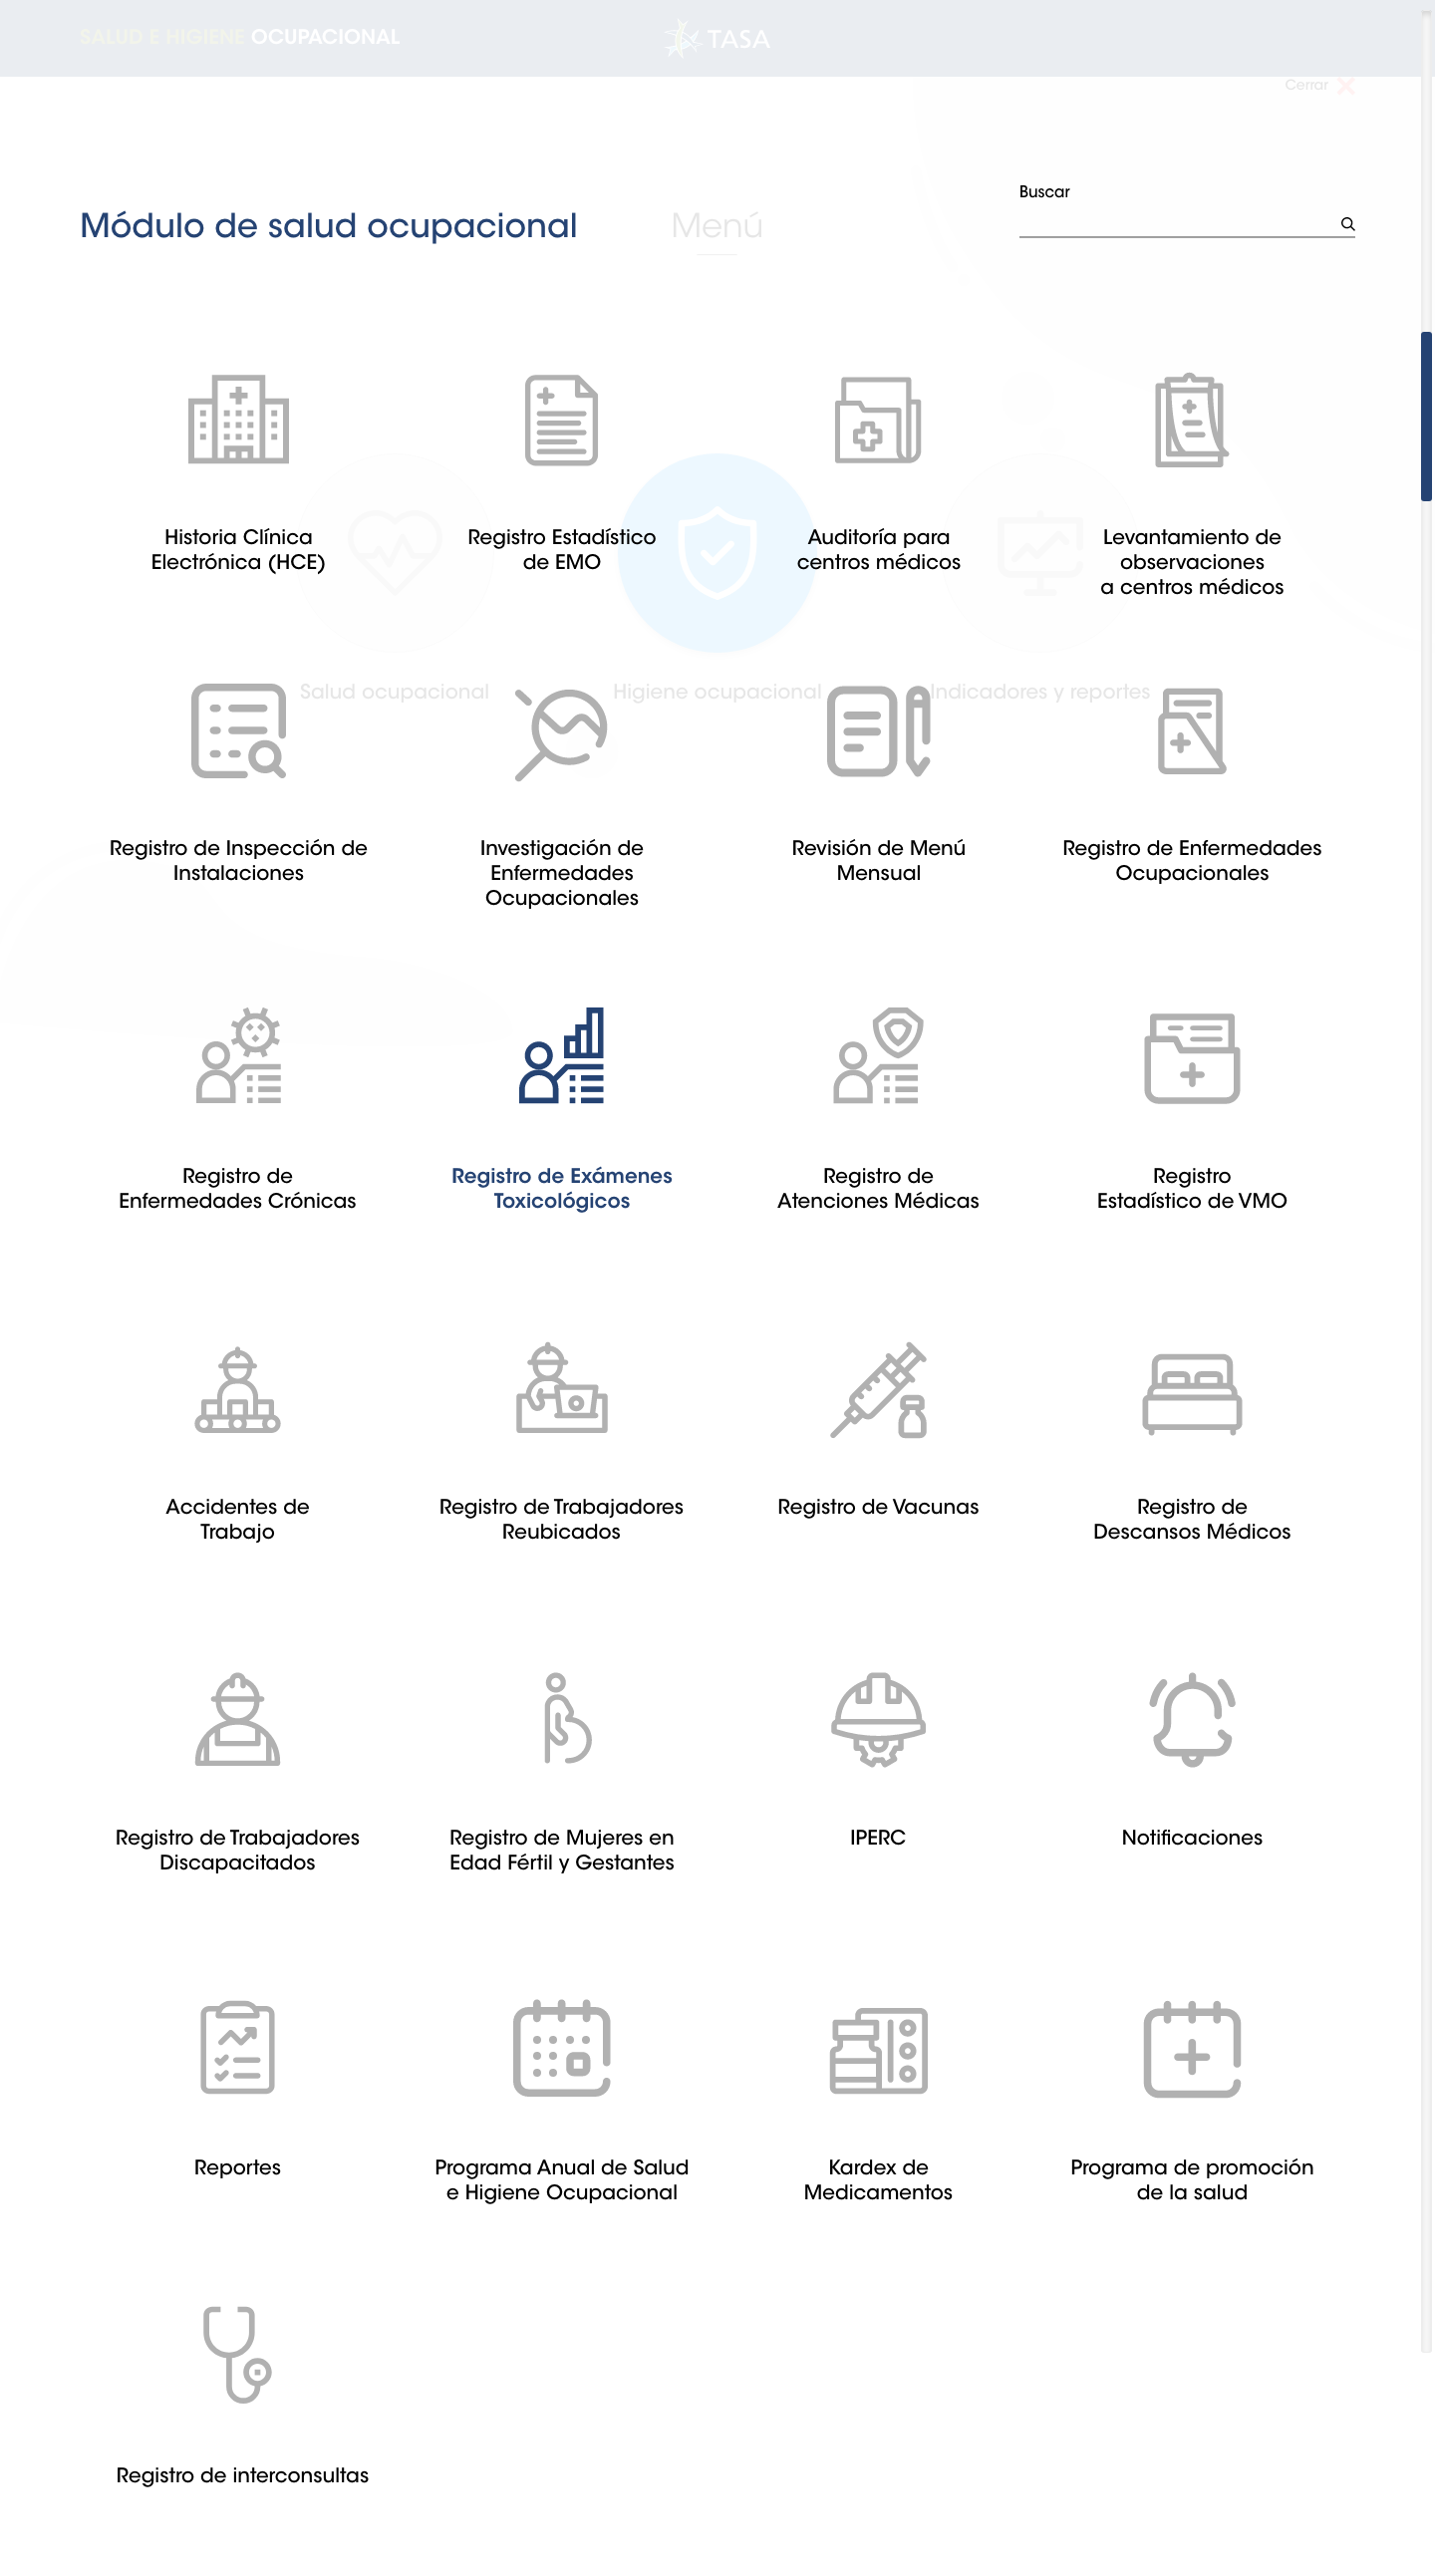 SALUD E HIGIENE OCUPACIONAL
TASA
Cerrar
Buscar
Módulo de salud ocupacional
Menú
Historia Clínica
Electrónica (HCE)
Registro Estadístico
de EMO
Auditoría para
centros médicos
Levantamiento de
observaciones
a centros médicos
Salud ocupacional
Higiene ocupacional
Indicadores y reportes
Registro de Inspección de
Instalaciones
Investigación de
Enfermedades
Ocupacionales
Revisión de Menú
Mensual
Registro de Enfermedades
Ocupacionales
Registro de
Enfermedades Crónicas
Registro de Exámenes
Toxicológicos
Registro de
Atenciones Médicas
Registro
Estadístico de VMO
Accidentes de
Trabajo
Registro de Trabajadores
Reubicados
Registro de Vacunas
Registro de
Descansos Médicos
Registro de Trabajadores
Discapacitados
Registro de Mujeres en
Edad Fértil y Gestantes
IPERC
Notificaciones
Reportes
Programa Anual de Salud
e Higiene Ocupacional
Kardex de
Medicamentos
Programa de promoción
de la salud
Registro de interconsultas